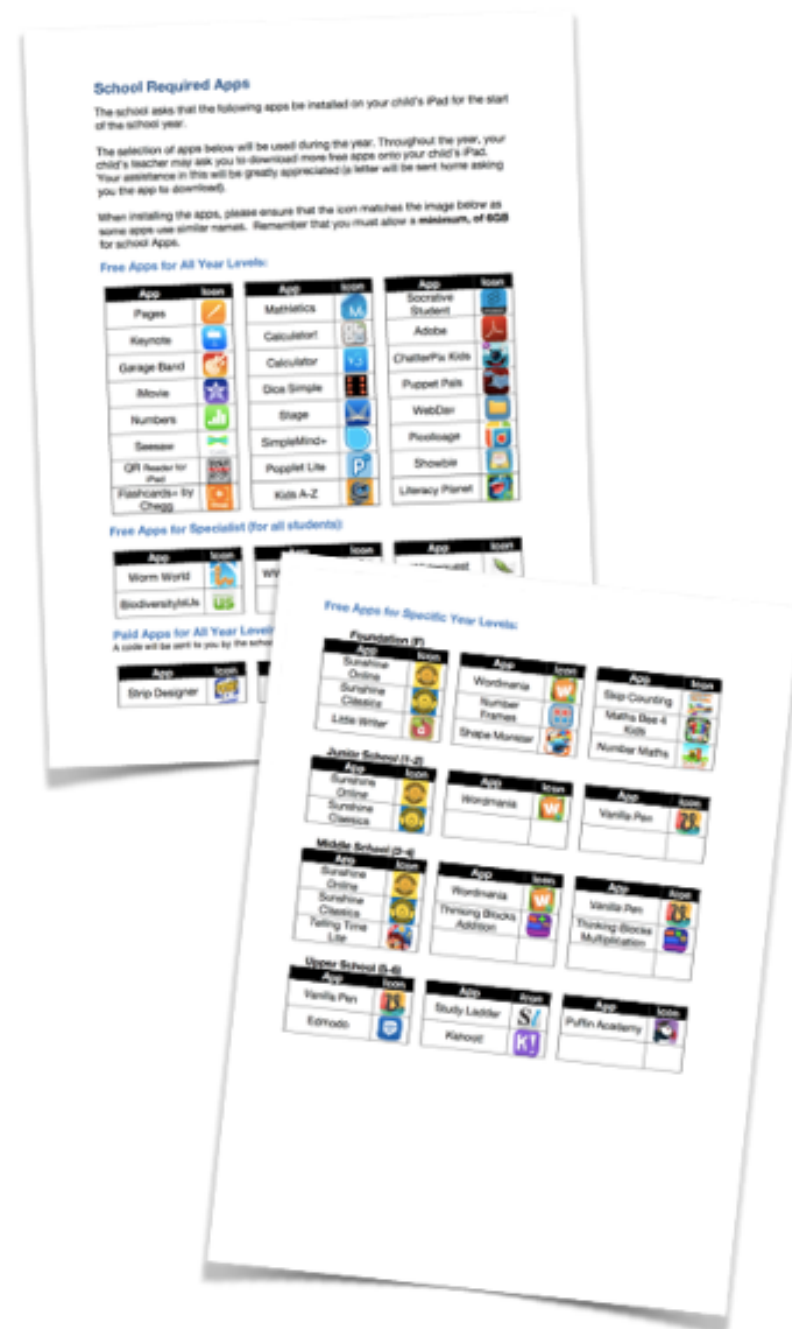 School Required Apps
The school asks that the following apps be installed on your child's iPad for the start
of the school year.
The selection of apps below will be used during the year. Throughout the year, your
child's teacher may ask you to download more free apps onto your child's iPad.
Your assistance in this will be greatly appreciated (a letter will be sent home asking
you the app to download).
When installing the apps, please ensure that the icon matches the image below as
some apps use similar names. Remember that you must allow a minimum, of 6GB
for school Apps.
Free Apps for All Year Levels:
App Icon App Icon App Icon
Pages Mathletics Socrative Student
Keynote Calculator! Adobe
Garage Band Calculator ChatterPix Kids
iMovie Dice Simple Puppet Pals
Numbers Stage WebDav
Seesaw SimpleMind+ Piccollage
QR Reader for iPad Popplet Lite Showbie
Flashcards+ by Chegg Kids A-Z Literacy Planet
Free Apps for Specialist (for all students):
App Icon App Icon App Icon
Worm World
BiodiversityIsUs
Paid Apps for All Year
A code will be sent to you by the
App Icon
Strip Designer
Free Apps for Specific Year Levels:
Foundation (F)
App Icon App Icon App Icon
Sunshine Online Wordmania Skip Counting
Sunshine Classics Number Frames Maths Bee 4 Kids
Little Writer Shape Monster Number Maths
Junior School (1-2)
App Icon App Icon App Icon
Sunshine Online Wordmania Vanilla Pen
Sunshine Classics
Middle School (3-4)
App Icon App Icon App Icon
Sunshine Online Wordmania Vanilla Pen
Sunshine Classics Thinking Blocks Addition Thinking Blocks Multiplication
Telling Time Lite
Upper School (5-6)
App Icon App Icon App Icon
Vanilla Pen Study Ladder Puffin Academy
Edmodo Kahoot!